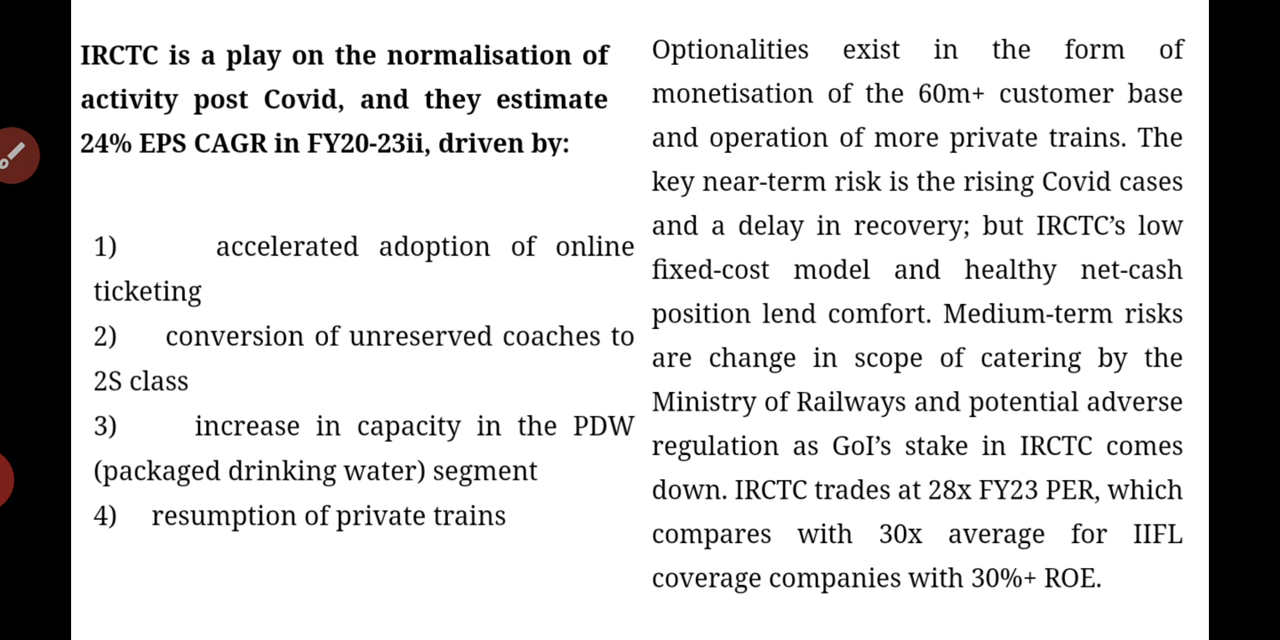 IRCTC is a play on the normalisation of
activity post Covid, and they estimate
24% EPS CAGR in FY20-23ii, driven by:
1) accelerated adoption of online
ticketing
2) conversion of unreserved coaches to
2S class
3) increase in capacity in the PDW
(packaged drinking water) segment
4) resumption of private trains
Optionalities exist in the form of
monetisation of the 60m+ customer base
and operation of more private trains. The
key near-term risk is the rising Covid cases
and a delay in recovery; but IRCTC’s low
fixed-cost model and healthy net-cash
position lend comfort. Medium-term risks
are change in scope of catering by the
Ministry of Railways and potential adverse
regulation as GoI’s stake in IRCTC comes
down. IRCTC trades at 28x FY23 PER, which
compares with 30x average for IIFL
coverage companies with 30%+ ROE.